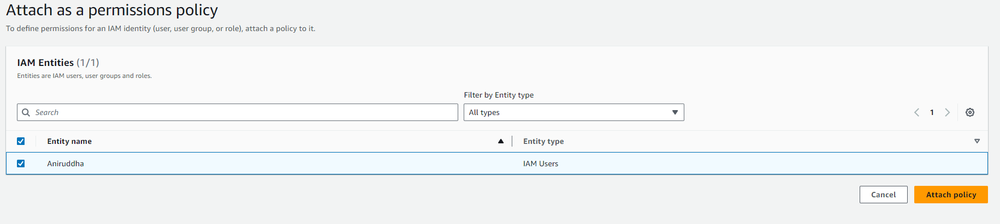 Attach as a permissions policy
To define permissions for an IAM identity (user, user group, or role), attach a policy to it.
IAM Entities (1/1)
Entities are IAM users, user groups and roles.
Filter by Entity type
Search
All types
1
Entity name
Entity type
Aniruddha
IAM Users
Cancel
Attach policy